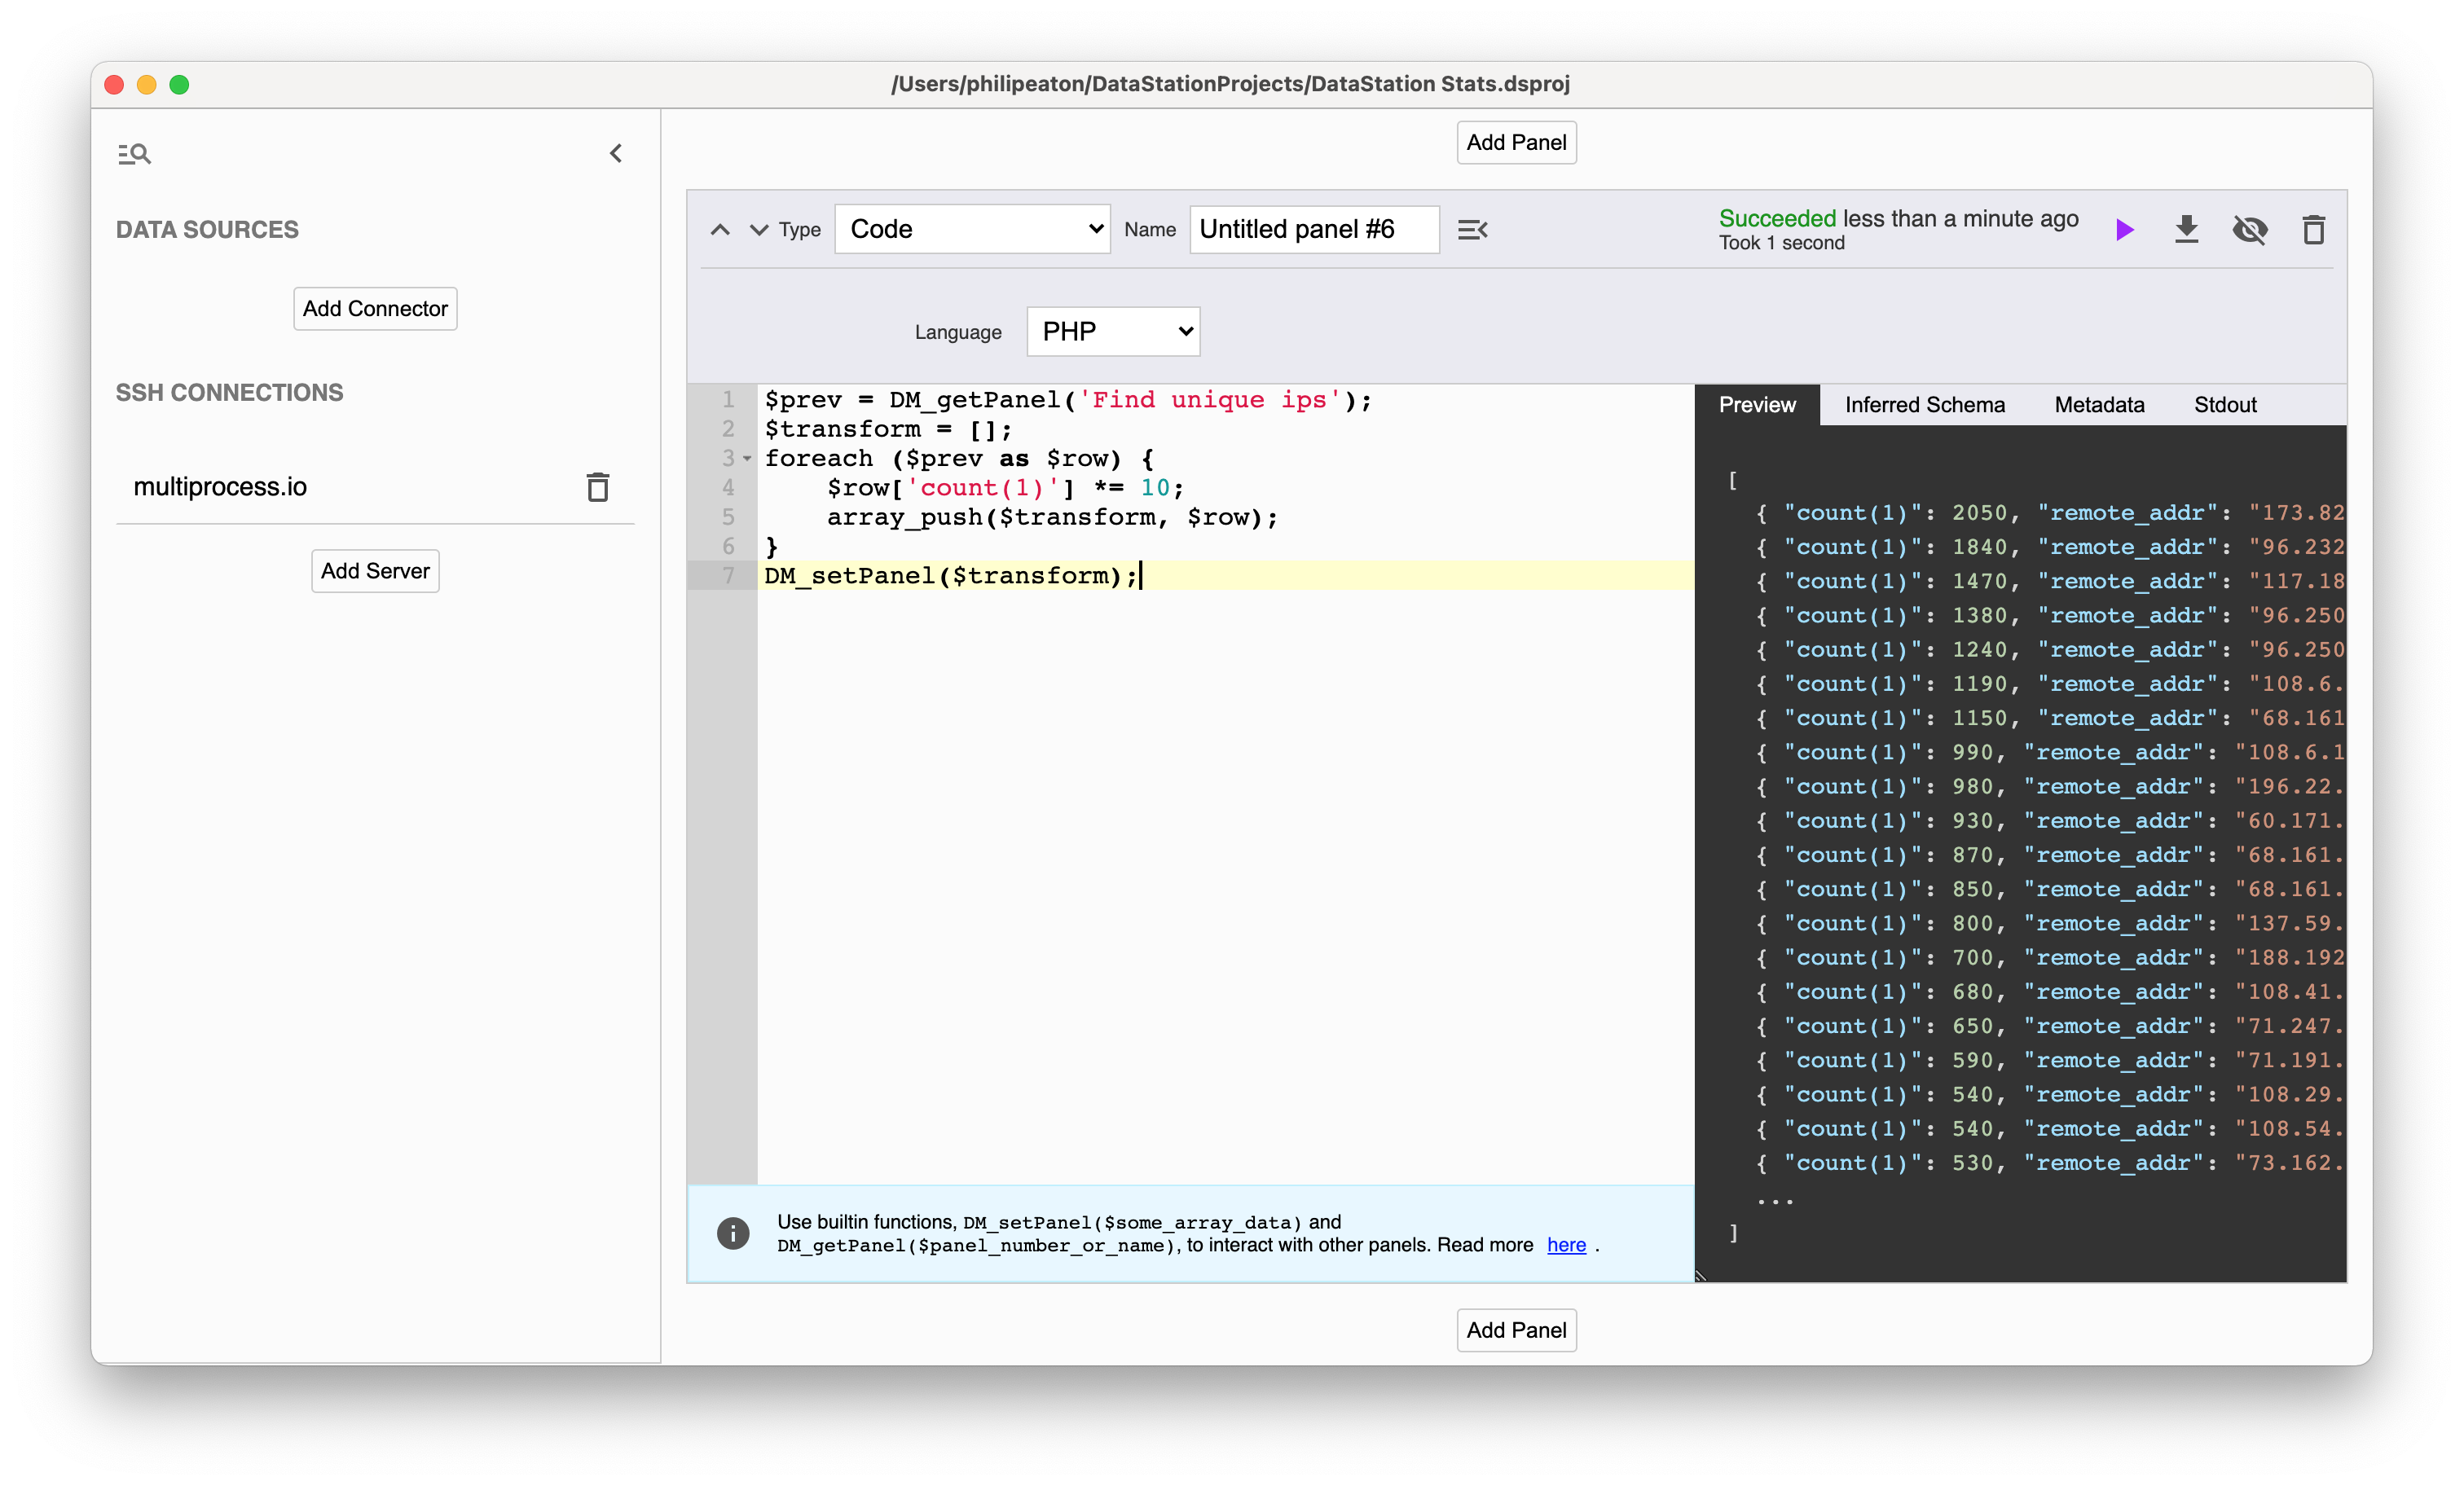 /Users/philipeaton/DataStationProjects/DataStation Stats.dsproj
DATA SOURCES
Add Connector
SSH CONNECTIONS
multiprocess.io
Add Server
Add Panel
Type Code Name Untitled panel #6
Succeeded less than a minute ago
Took 1 second
Language PHP
1 $prev = DM_getPanel('Find unique ips');
2 $transform = [];
3 foreach ($prev as $row) {
4 $row['count(1)'] *= 10;
5 array_push($transform, $row);
6 }
7 DM_setPanel($transform);
Use builtin functions, DM_setPanel($some_array_data) and
DM_getPanel($panel_number_or_name), to interact with other panels. Read more here .
Preview Inferred Schema Metadata Stdout
[
{ "count(1)": 2050, "remote_addr": "173.82
{ "count(1)": 1840, "remote_addr": "96.232
{ "count(1)": 1470, "remote_addr": "117.18
{ "count(1)": 1380, "remote_addr": "96.250
{ "count(1)": 1240, "remote_addr": "96.250
{ "count(1)": 1190, "remote_addr": "108.6.
{ "count(1)": 1150, "remote_addr": "68.161
{ "count(1)": 990, "remote_addr": "108.6.1
{ "count(1)": 980, "remote_addr": "196.22.
{ "count(1)": 930, "remote_addr": "60.171.
{ "count(1)": 870, "remote_addr": "68.161.
{ "count(1)": 850, "remote_addr": "68.161.
{ "count(1)": 800, "remote_addr": "137.59.
{ "count(1)": 700, "remote_addr": "188.192
{ "count(1)": 680, "remote_addr": "108.41.
{ "count(1)": 650, "remote_addr": "71.247.
{ "count(1)": 590, "remote_addr": "71.191.
{ "count(1)": 540, "remote_addr": "108.29.
{ "count(1)": 540, "remote_addr": "108.54.
{ "count(1)": 530, "remote_addr": "73.162.
...
]
Add Panel